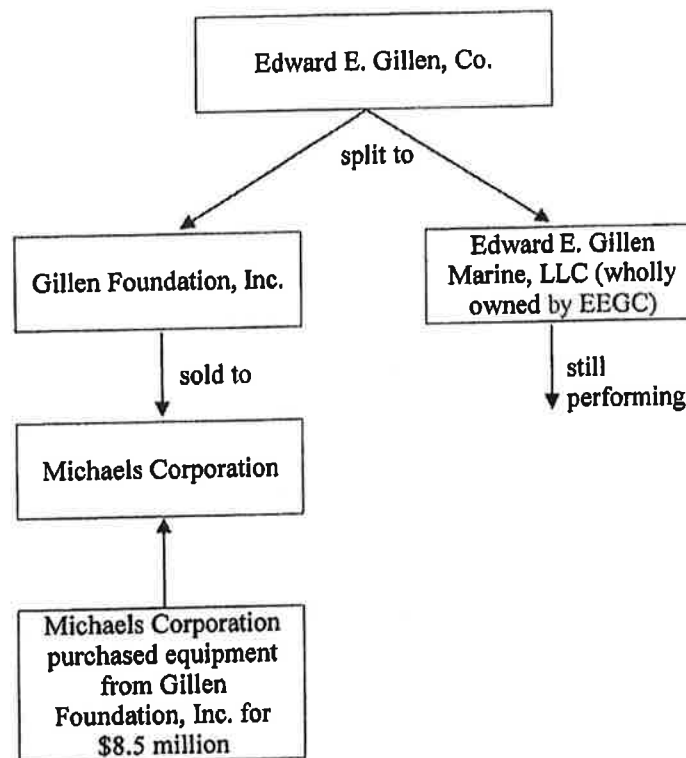 Edward E. Gillen, Co.
split to
Gillen Foundation, Inc.
Edward E. Gillen
Marine, LLC (wholly
owned by EEGC)
sold to
still
performing
Michaels Corporation
Michaels Corporation
purchased equipment
from Gillen
Foundation, Inc. for
$8.5 million